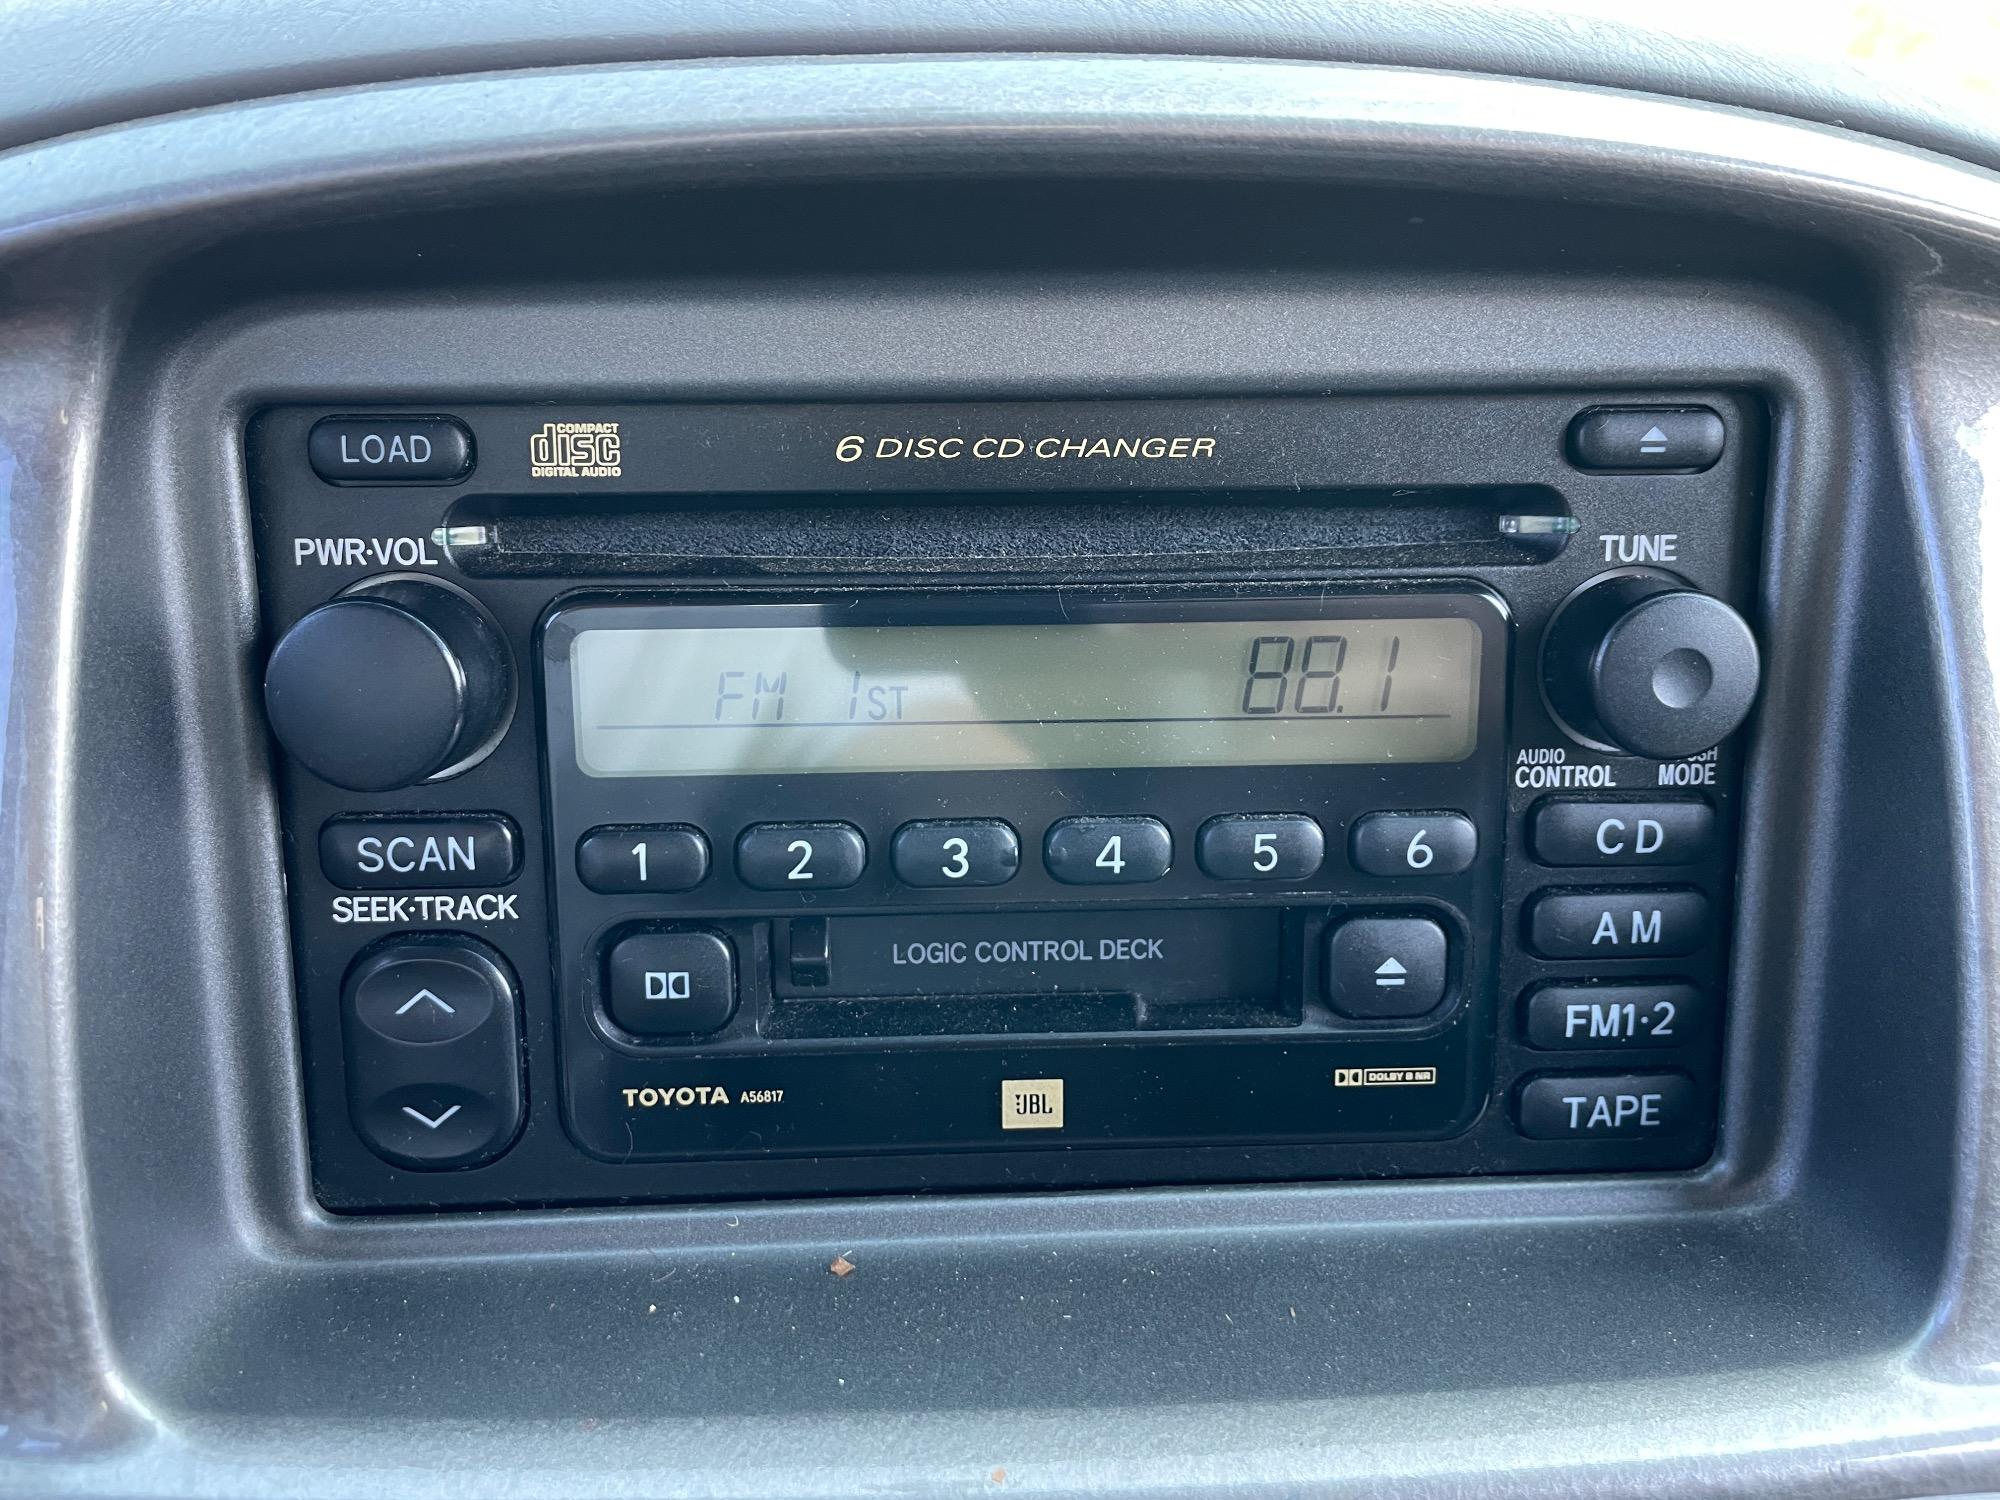 LOAD
COMPACT
disc
DIGITAL AUDIO
6 DISC CD CHANGER
PWR·VOL
TUNE
FM 1ST 88.1
AUDIO
CONTROL
MODE
SCAN
1 2 3 4 5 6
CD
SEEK·TRACK
AM
LOGIC CONTROL DECK
FM1·2
TOYOTA A56817
JBL
DOLBY B NR
TAPE